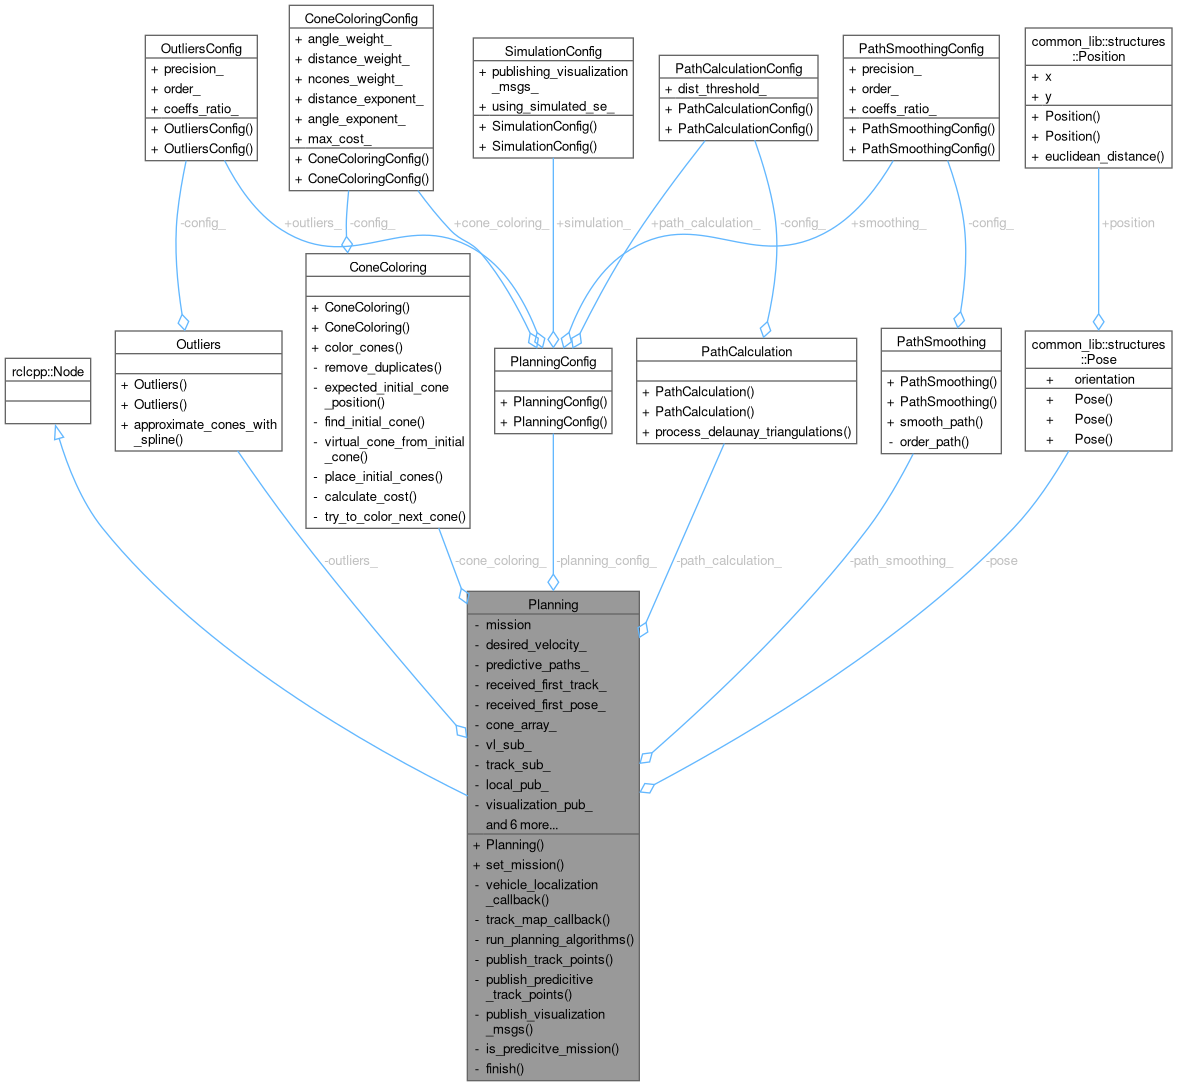 OutliersConfig
+ precision_
+ order_
+ coeffs_ratio_
+ OutliersConfig()
+ OutliersConfig()
ConeColoringConfig
+ angle_weight_
+ distance_weight_
+ ncones_weight_
+ distance_exponent_
+ angle_exponent_
+ max_cost_
+ ConeColoringConfig()
+ ConeColoringConfig()
SimulationConfig
+ publishing_visualization
_msgs_
+ using_simulated_se_
+ SimulationConfig()
+ SimulationConfig()
PathCalculationConfig
+ dist_threshold_
+ PathCalculationConfig()
+ PathCalculationConfig()
PathSmoothingConfig
+ precision_
+ order_
+ coeffs_ratio_
+ PathSmoothingConfig()
+ PathSmoothingConfig()
common_lib::structures
::Position
+ x
+ y
+ Position()
+ Position()
+ euclidean_distance()
-config_
+outliers_
-config_
+cone_coloring_
+simulation_
+path_calculation_
-config_
+smoothing_
-config_
+position
rclcpp::Node
Outliers
+ Outliers()
+ Outliers()
+ approximate_cones_with
_spline()
ConeColoring
+ ConeColoring()
+ ConeColoring()
+ color_cones()
- remove_duplicates()
- expected_initial_cone
_position()
- find_initial_cone()
- virtual_cone_from_initial
_cone()
- place_initial_cones()
- calculate_cost()
- try_to_color_next_cone()
PlanningConfig
+ PlanningConfig()
+ PlanningConfig()
PathCalculation
+ PathCalculation()
+ PathCalculation()
+ process_delaunay_triangulations()
PathSmoothing
+ PathSmoothing()
+ PathSmoothing()
+ smooth_path()
- order_path()
common_lib::structures
::Pose
+ orientation
+ Pose()
+ Pose()
+ Pose()
-outliers_
-cone_coloring_
-planning_config_
-path_calculation_
-path_smoothing_
-pose
Planning
- mission
- desired_velocity_
- predictive_paths_
- received_first_track_
- received_first_pose_
- cone_array_
- vl_sub_
- track_sub_
- local_pub_
- visualization_pub_
and 6 more...
+ Planning()
+ set_mission()
- vehicle_localization
_callback()
- track_map_callback()
- run_planning_algorithms()
- publish_track_points()
- publish_predicitive
_track_points()
- publish_visualization
_msgs()
- is_predicitve_mission()
- finish()